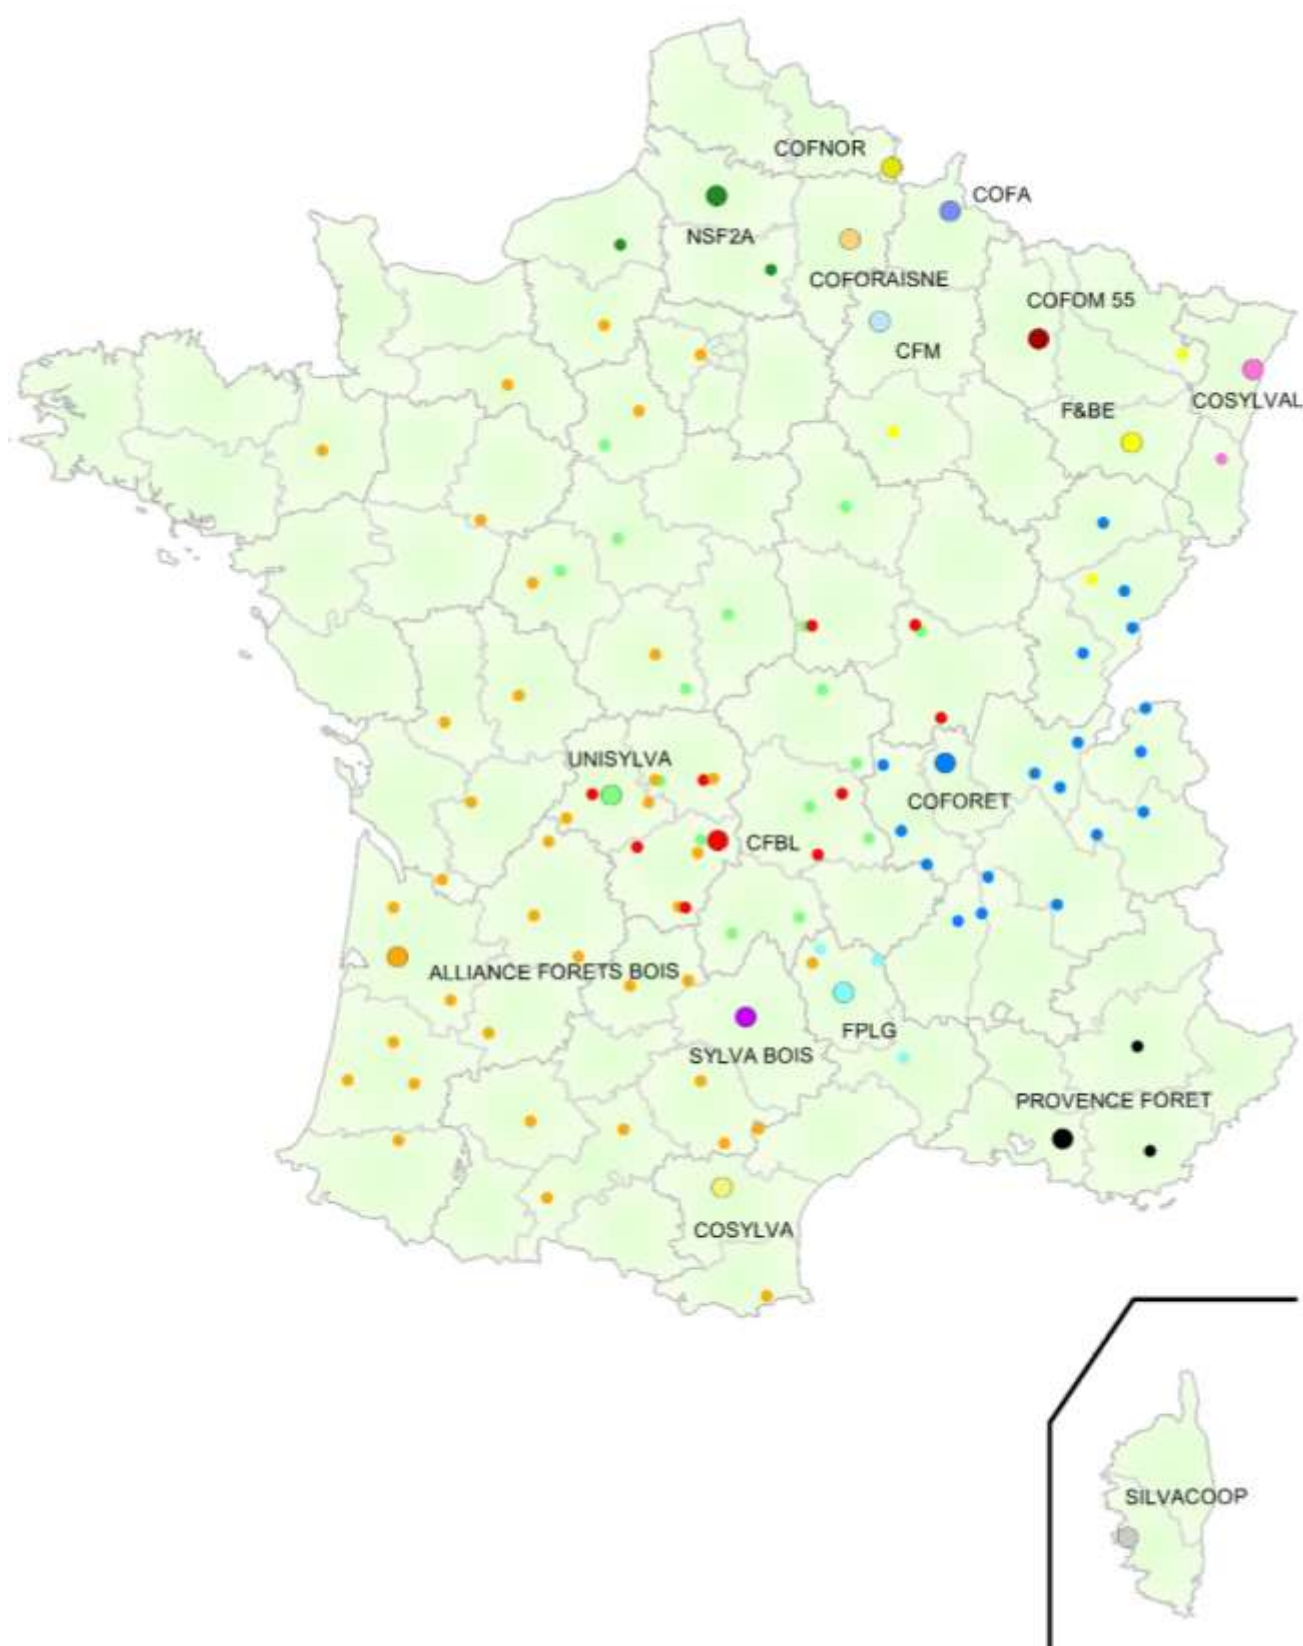 COFNOR
COFA
NSF2A
COFORAISNE
COFOM 55
CFM
COSYLVAL
F&BE
UNISYLVA
COFORET
CFBL
ALLIANCE FORETS BOIS
FPLG
SYLVA BOIS
PROVENCE FORET
COSYLVA
SILVACOOP